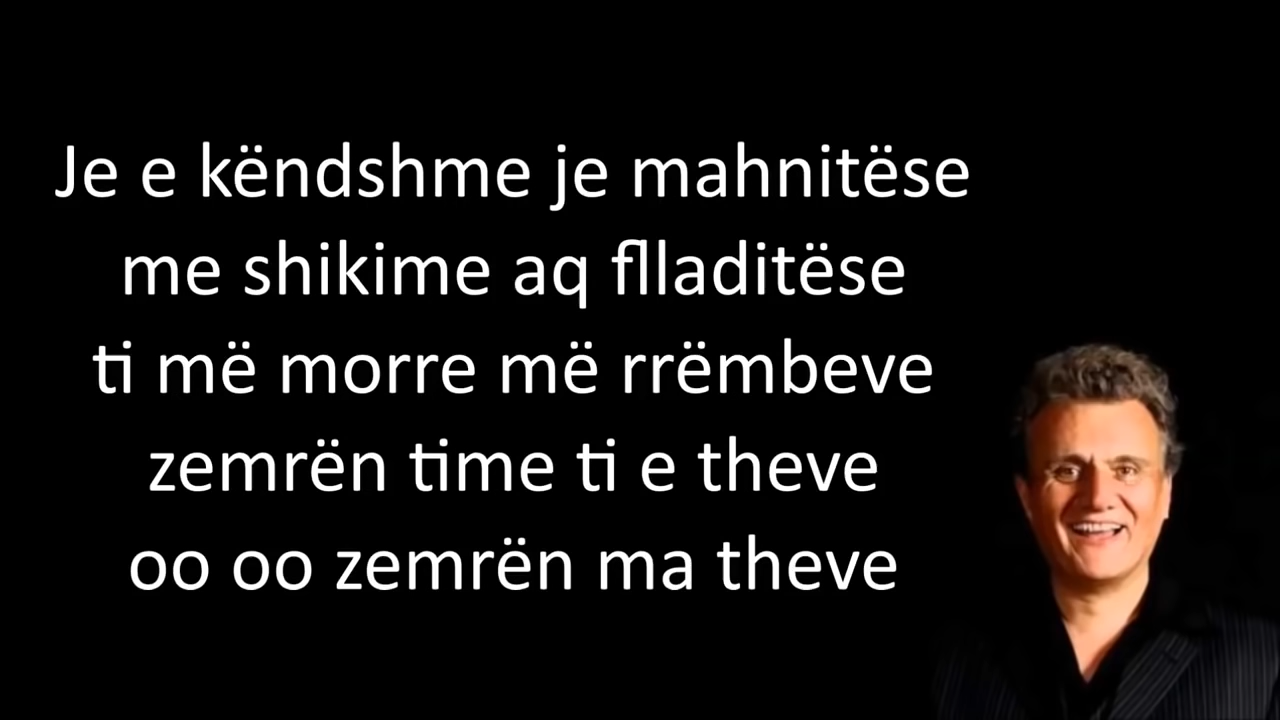 Je e këndshme je mahnitëse
me shikime aq flladitëse
ti më morre më rrëmbeve
zemrën time ti e theve
oo oo zemrën ma theve